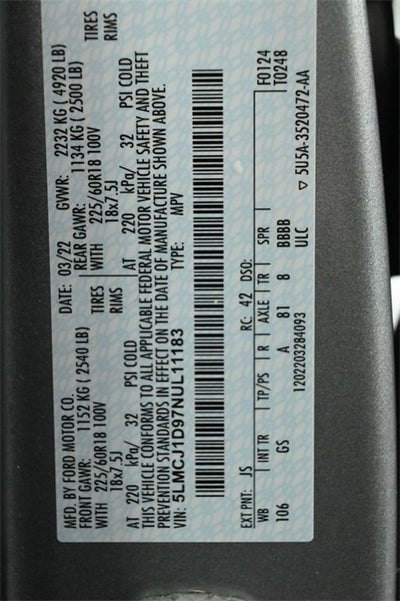 MFD. BY FORD MOTOR CO. DATE: 03/22 GVWR: 2232 KG ( 4920 LB)
FRONT GAWR: 1152 KG ( 2540 LB) REAR GAWR: 1134 KG ( 2500 LB)
WITH 225/60R18 100V TIRES WITH 225/60R18 100V TIRES
18x7.5J RIMS 18x7.5J RIMS
AT 220 kPa/ 32 PSI COLD AT 220 kPa/ 32 PSI COLD
THIS VEHICLE CONFORMS TO ALL APPLICABLE FEDERAL MOTOR VEHICLE SAFETY AND THEFT
PREVENTION STANDARDS IN EFFECT ON THE DATE OF MANUFACTURE SHOWN ABOVE.
VIN: 5LMCJ1D97NUL11183 TYPE: MPV
EXT PNT: JS RC: 42 DSO: F0124
T0248
WB INT TR TP/PS R AXLE TR SPR
106 GS A 81 8 BBBB
ULC
1202203284093 ▽ 5U5A-3520472-AA